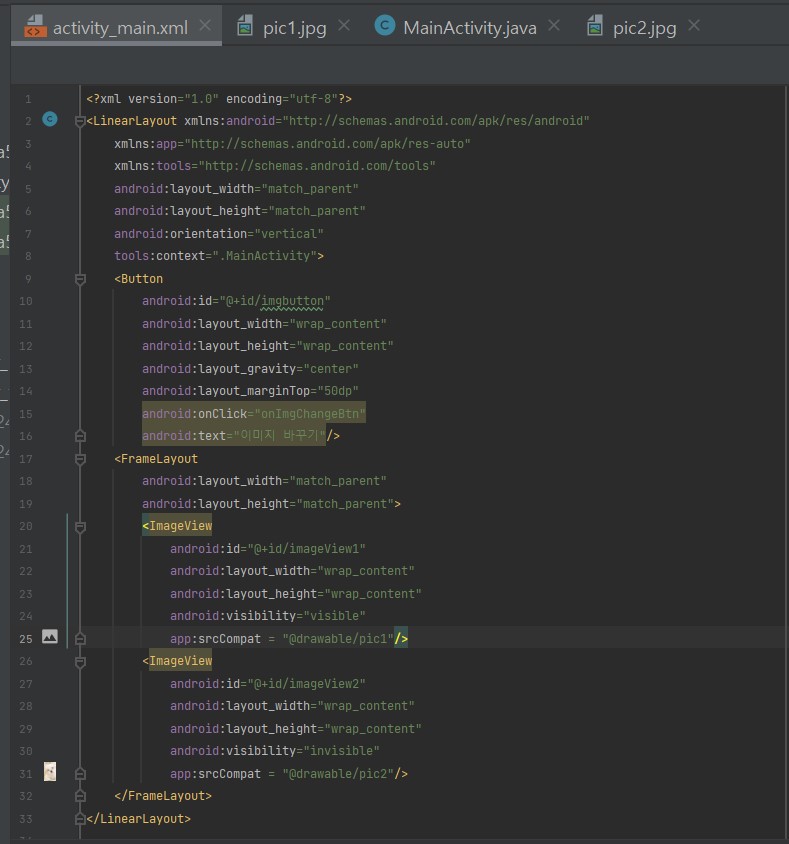 activity_main.xml pic1.jpg MainActivity.java pic2.jpg
1 <?xml version="1.0" encoding="utf-8"?>
2 <LinearLayout xmlns:android="http://schemas.android.com/apk/res/android"
3 xmlns:app="http://schemas.android.com/apk/res-auto"
4 xmlns:tools="http://schemas.android.com/tools"
5 android:layout_width="match_parent"
6 android:layout_height="match_parent"
7 android:orientation="vertical"
8 tools:context=".MainActivity">
9 <Button
10 android:id="@+id/imgbutton"
11 android:layout_width="wrap_content"
12 android:layout_height="wrap_content"
13 android:layout_gravity="center"
14 android:layout_marginTop="50dp"
15 android:onClick="onImgChangeBtn"
16 android:text="이미지 바꾸기"/>
17 <FrameLayout
18 android:layout_width="match_parent"
19 android:layout_height="match_parent">
20 <ImageView
21 android:id="@+id/imageView1"
22 android:layout_width="wrap_content"
23 android:layout_height="wrap_content"
24 android:visibility="visible"
25 app:srcCompat = "@drawable/pic1"/>
26 <ImageView
27 android:id="@+id/imageView2"
28 android:layout_width="wrap_content"
29 android:layout_height="wrap_content"
30 android:visibility="invisible"
31 app:srcCompat = "@drawable/pic2"/>
32 </FrameLayout>
33 </LinearLayout>